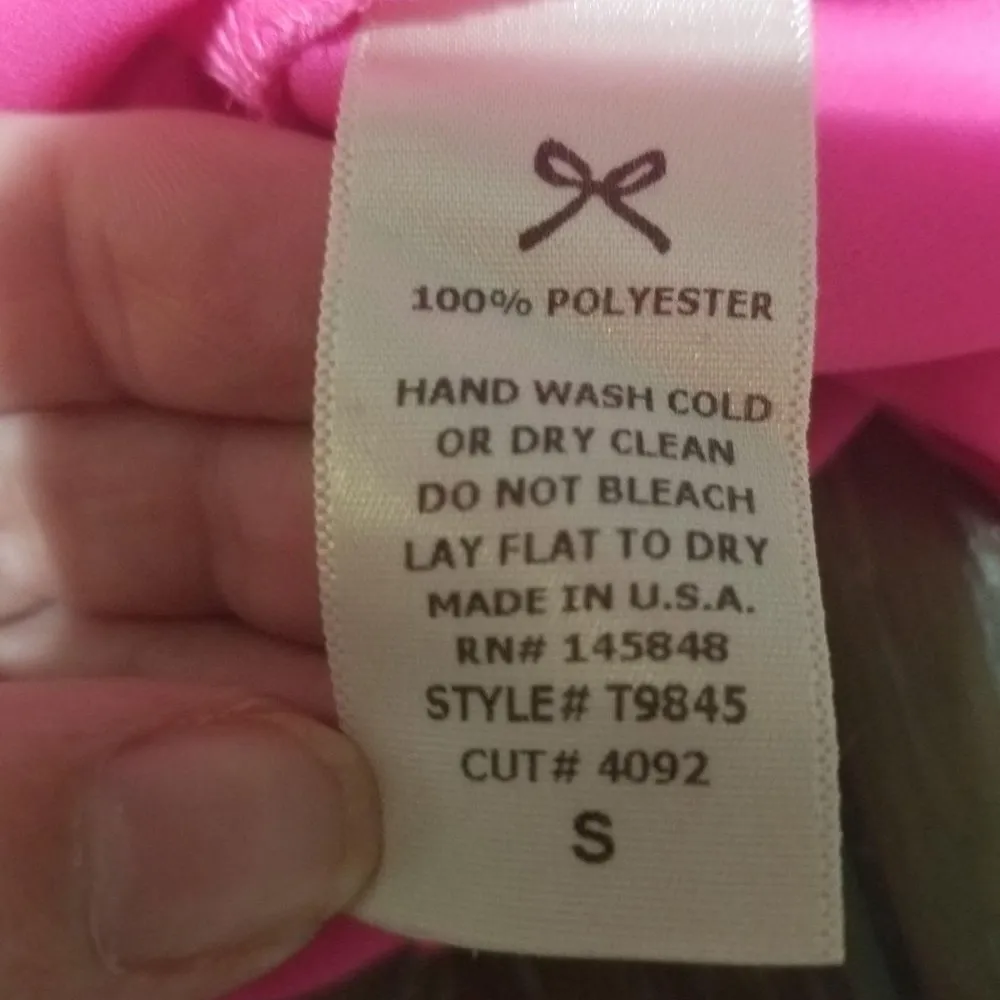 100% POLYESTER
HAND WASH COLD
OR DRY CLEAN
DO NOT BLEACH
LAY FLAT TO DRY
MADE IN U.S.A.
RN# 145848
STYLE# T9845
CUT# 4092
S